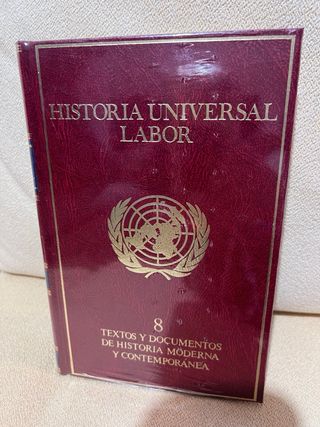 HISTORIA UNIVERSAL
LABOR
8
TEXTOS Y DOCUMENTOS
DE HISTORIA MODERNA
Y CONTEMPORÁNEA